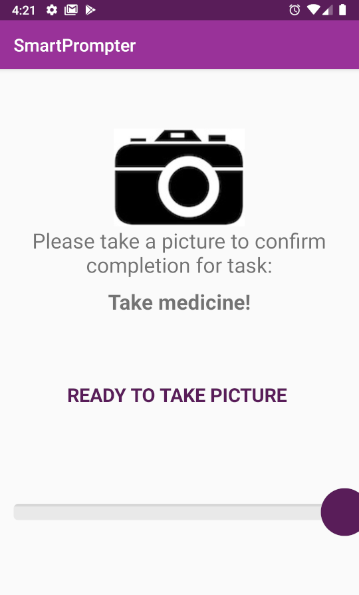 4:21
SmartPrompter
Please take a picture to confirm
completion for task:
Take medicine!
READY TO TAKE PICTURE